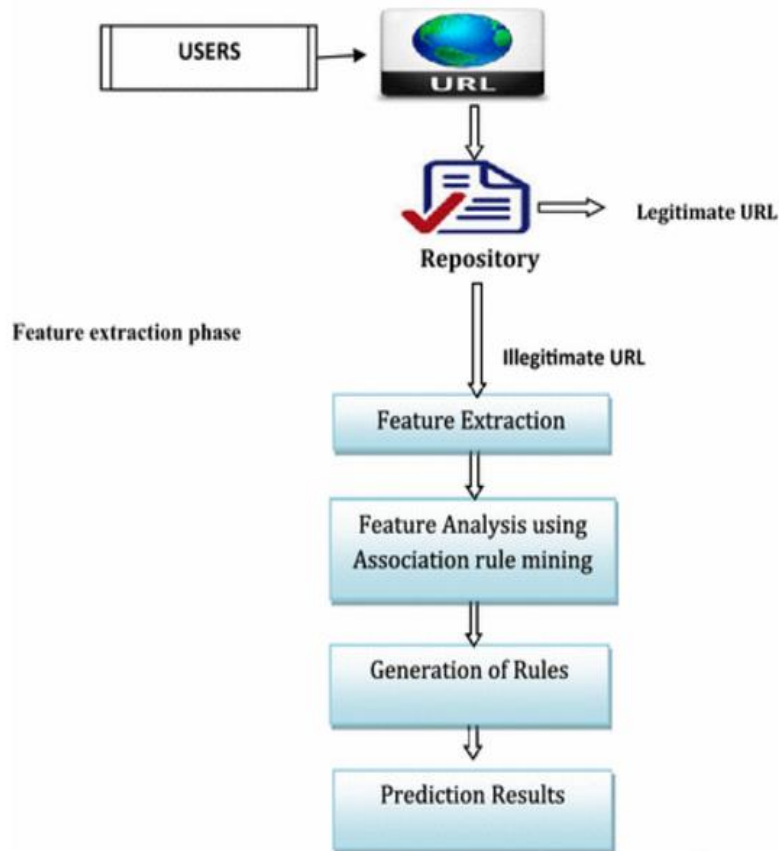 USERS
URL
Legitimate URL
Repository
Feature extraction phase
Illegitimate URL
Feature Extraction
Feature Analysis using
Association rule mining
Generation of Rules
Prediction Results